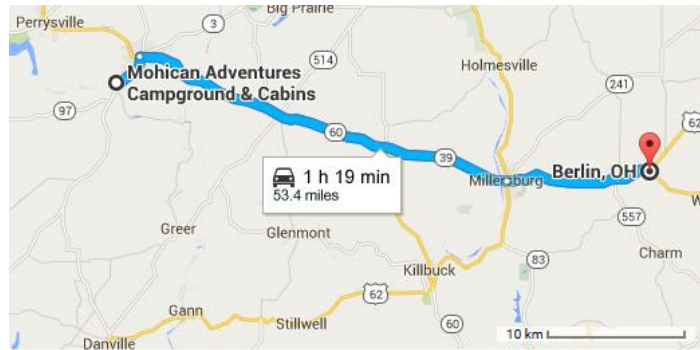 Perrysville
3
Big Prairie
514
Holmesville
241
62
Mohican Adventures
Campground & Cabins
97
60
39
1 h 19 min
53.4 miles
Millersburg
Berlin, OH
W
557
Greer
Glenmont
Charm
83
Killbuck
62
Gann
60
Stillwell
10 km
Danville